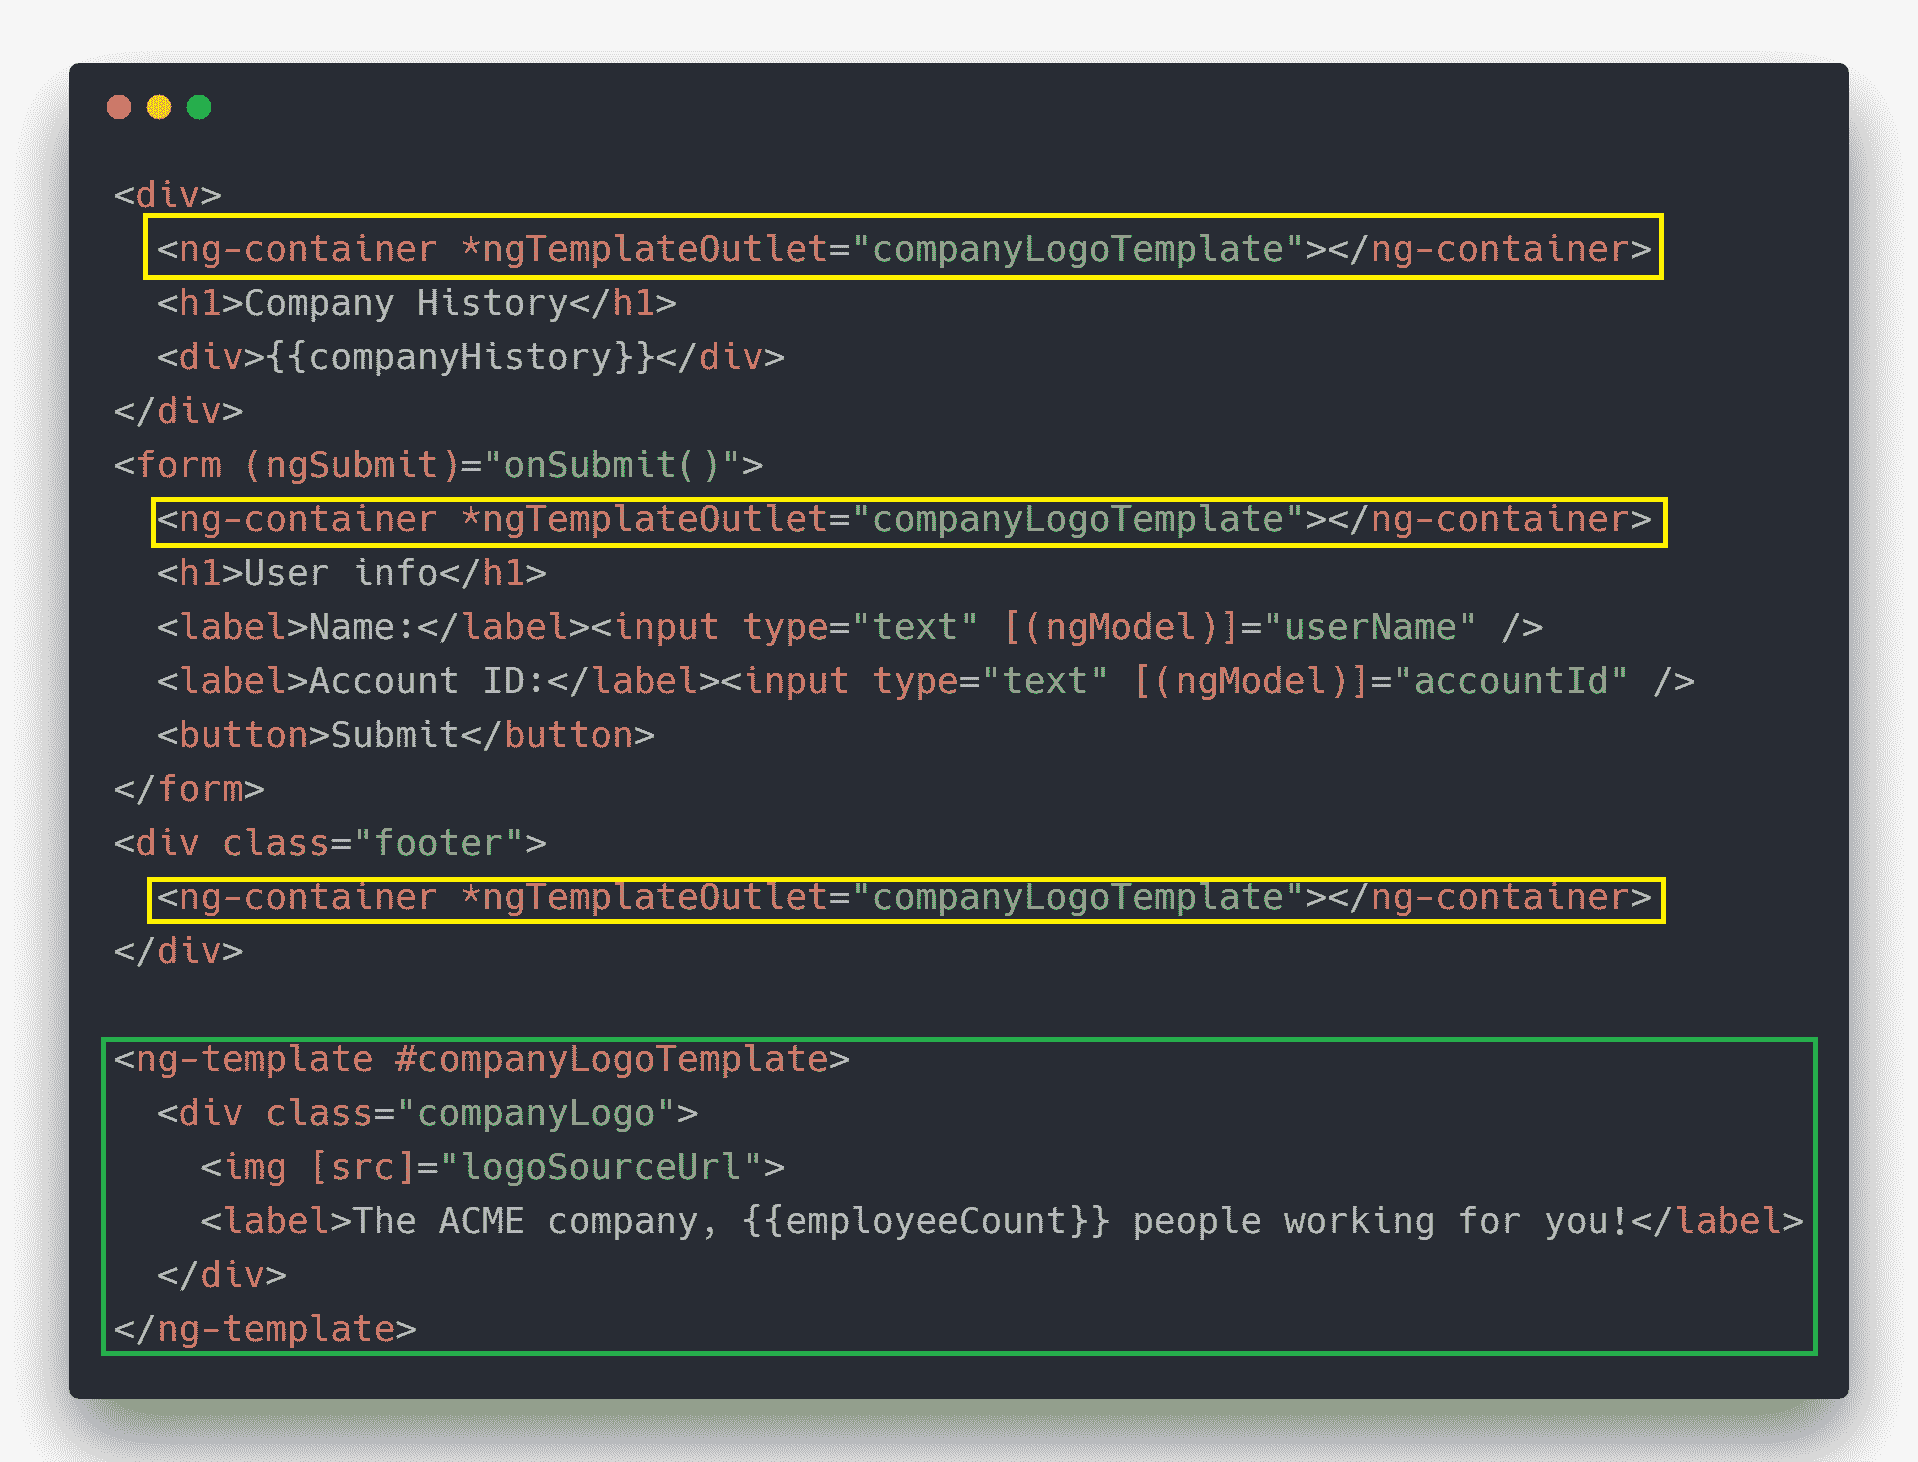 <div>
<ng-container *ngTemplateOutlet="companyLogoTemplate"></ng-container>
<h1>Company History</h1>
<div>{{companyHistory}}</div>
</div>
<form (ngSubmit)="onSubmit()">
<ng-container *ngTemplateOutlet="companyLogoTemplate"></ng-container>
<h1>User info</h1>
<label>Name:</label><input type="text" [(ngModel)]="userName" />
<label>Account ID:</label><input type="text" [(ngModel)]="accountId" />
<button>Submit</button>
</form>
<div class="footer">
<ng-container *ngTemplateOutlet="companyLogoTemplate"></ng-container>
</div>
<ng-template #companyLogoTemplate>
<div class="companyLogo">
<img [src]="logoSourceUrl">
<label>The ACME company, {{employeeCount}} people working for you!</label>
</div>
</ng-template>